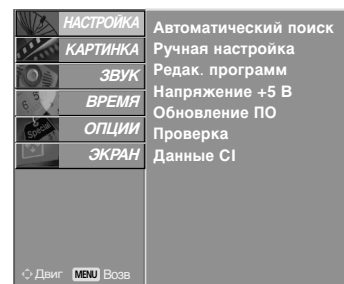 НАСТРОЙКА
КАРТИНКА
ЗВУК
ВРЕМЯ
ОПЦИИ
ЭКРАН
Автоматический поиск
Ручная настройка
Редак. программ
Напряжение +5 В
Обновление ПО
Проверка
Данные CI
Двиг MENU Возв